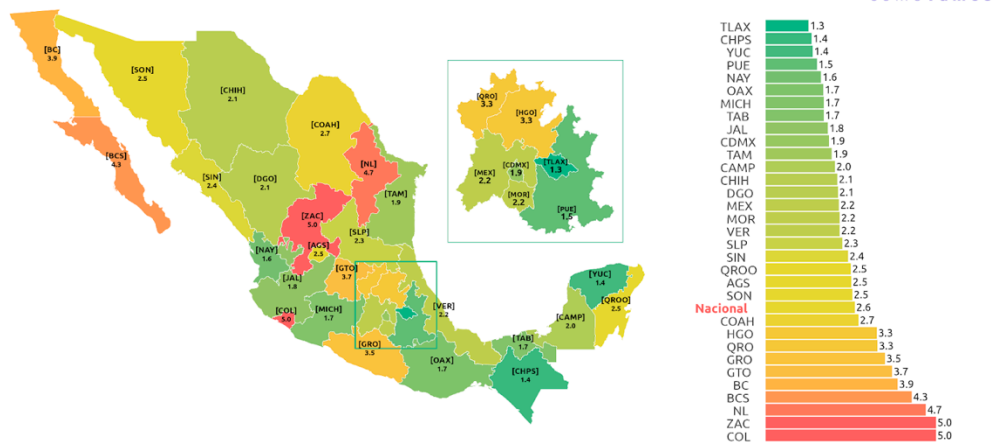 [BC]
3.9
[SON]
2.5
[CHIH]
2.1
[COAH]
2.7
[BCS]
4.3
[NL]
4.7
[SIN]
2.4
[DGO]
2.1
[TAM]
1.9
[ZAC]
5.0
[SLP]
2.3
[AGS]
2.5
[NAY]
1.6
[JAL]
1.8
[GTO]
3.7
[COL]
5.0
[MICH]
1.7
[VER]
2.2
[GRO]
3.5
[OAX]
1.7
[TAB]
1.7
[CHPS]
1.4
[CAMP]
2.0
[YUC]
1.4
[QROO]
2.5
[QRO]
3.3
[HGO]
3.3
[MEX]
2.2
[CDMX]
1.9
[TLAX]
1.3
[MOR]
2.2
[PUE]
1.5
TLAX 1.3
CHPS 1.4
YUC 1.4
PUE 1.5
NAY 1.6
OAX 1.7
MICH 1.7
TAB 1.7
JAL 1.8
CDMX 1.9
TAM 1.9
CAMP 2.0
CHIH 2.1
DGO 2.1
MEX 2.2
MOR 2.2
VER 2.2
SLP 2.3
SIN 2.4
QROO 2.5
AGS 2.5
SON 2.5
Nacional 2.6
COAH 2.7
HGO 3.3
QRO 3.3
GRO 3.5
GTO 3.7
BC 3.9
BCS 4.3
NL 4.7
ZAC 5.0
COL 5.0